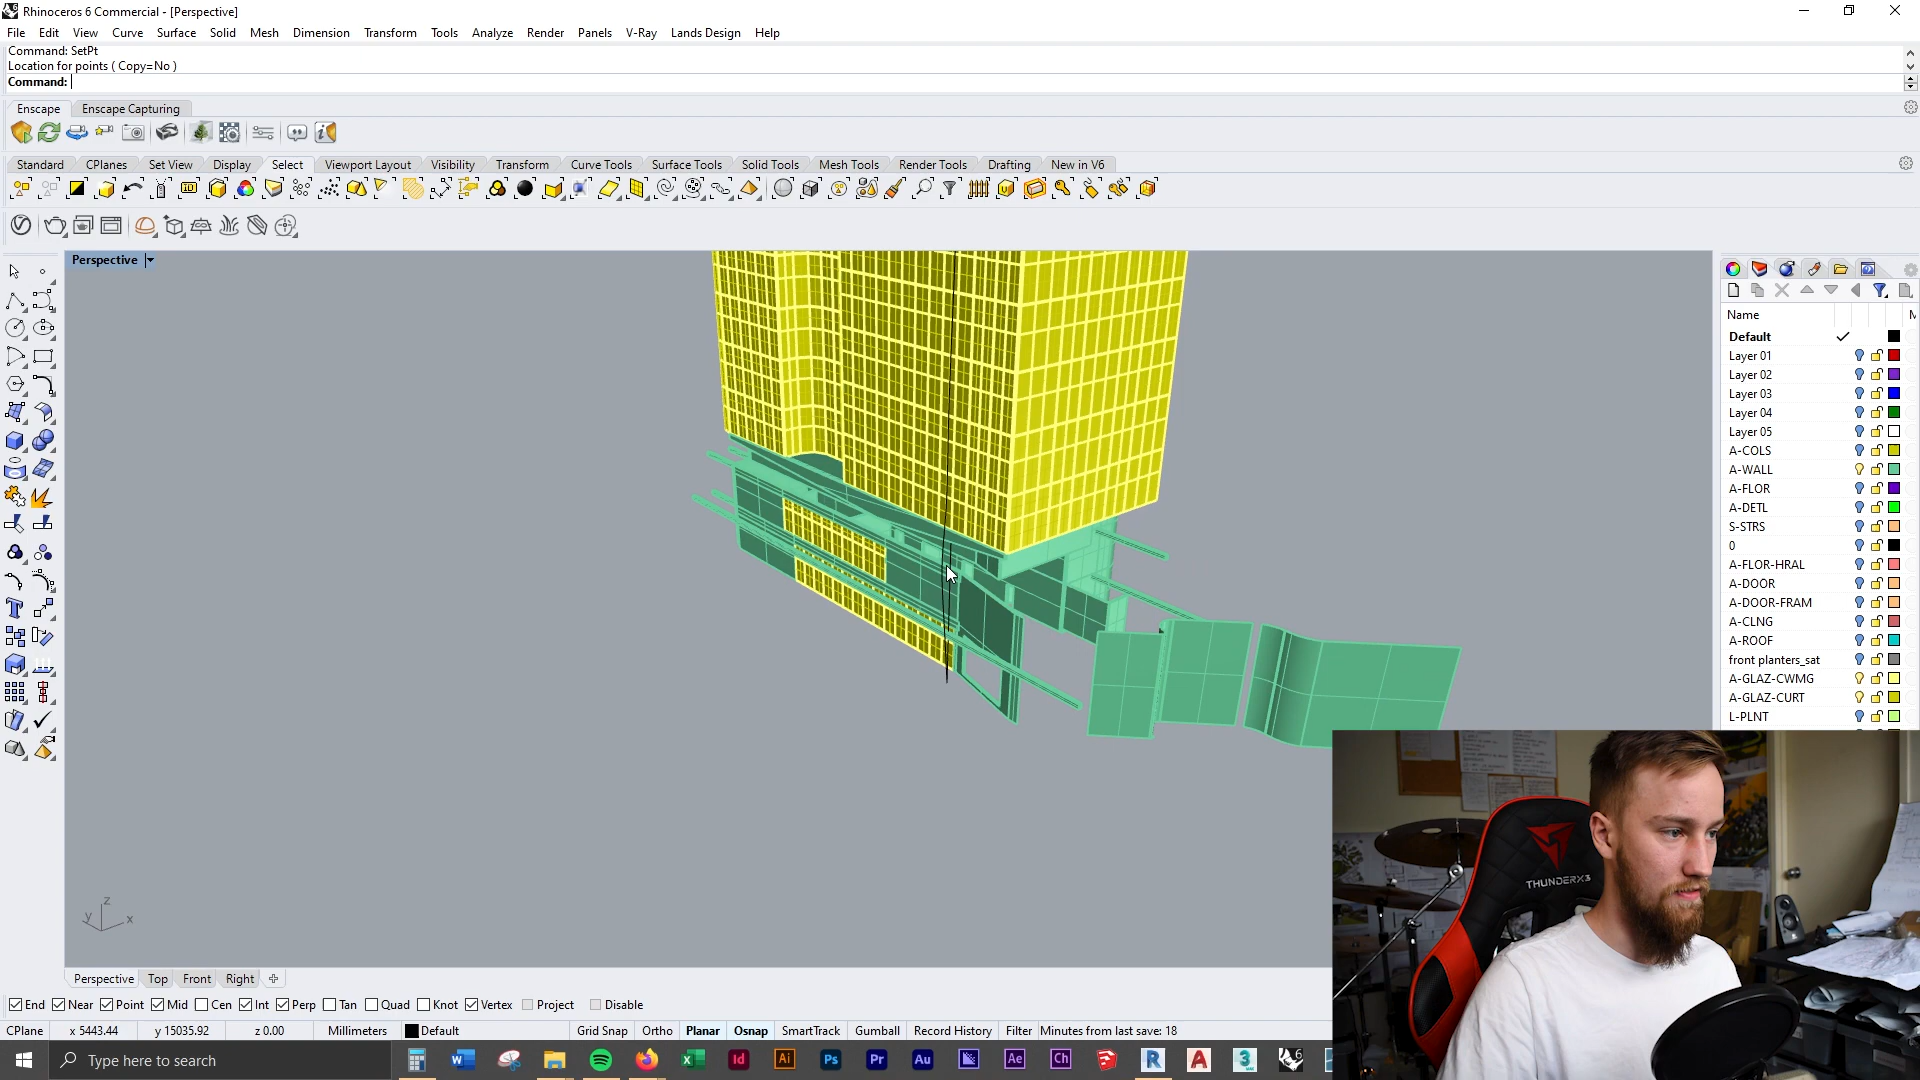 Rhinoceros 6 Commercial - [Perspective]
File Edit View Curve Surface Solid Mesh Dimension Transform Tools Analyze Render Panels V-Ray Lands Design Help
Command: SetPt
Location for points ( Copy=No )
Command:
Enscape Enscape Capturing
Standard CPlanes Set View Display Select Viewport Layout Visibility Transform Curve Tools Surface Tools Solid Tools Mesh Tools Render Tools Drafting New in V6
Perspective
Name M
Default
Layer 01
Layer 02
Layer 03
Layer 04
Layer 05
A-COLS
A-WALL
A-FLOR
A-DETL
S-STRS
0
A-FLOR-HRAL
A-DOOR
A-DOOR-FRAM
A-CLNG
A-ROOF
front planters_sat
A-GLAZ-CWMG
A-GLAZ-CURT
L-PLNT
z
y x
THUNDERX3
Perspective Top Front Right
End Near Point Mid Cen Int Perp Tan Quad Knot Vertex Project Disable
CPlane x 5443.44 y 15035.92 z 0.00 Millimeters Default Grid Snap Ortho Planar Osnap SmartTrack Gumball Record History Filter Minutes from last save: 18
Type here to search